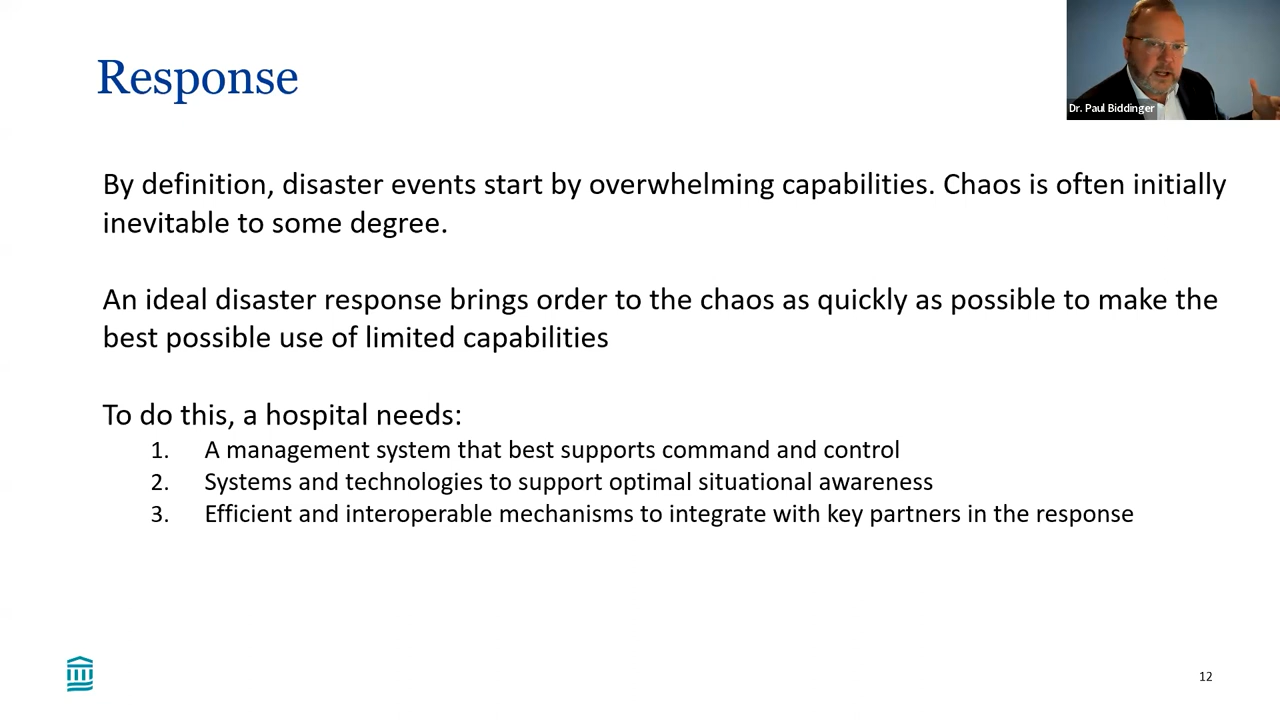 Response
Dr. Paul Biddinger
By definition, disaster events start by overwhelming capabilities. Chaos is often initially
inevitable to some degree.
An ideal disaster response brings order to the chaos as quickly as possible to make the
best possible use of limited capabilities
To do this, a hospital needs:
1. A management system that best supports command and control
2. Systems and technologies to support optimal situational awareness
3. Efficient and interoperable mechanisms to integrate with key partners in the response
12